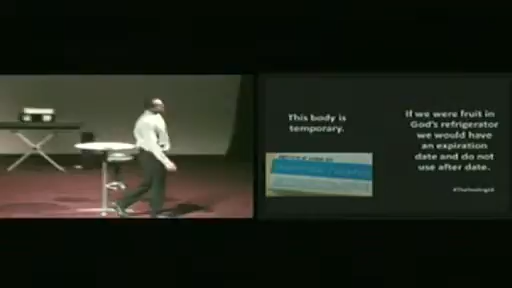 This body is
temporary.
If we were fruit in
God's refrigerator
we would have
an expiration
date and do not
use after date.